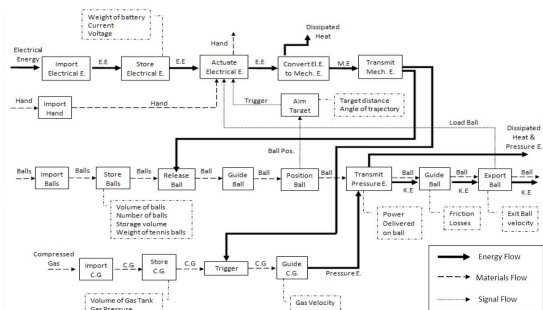 Weight of battery
Current
Voltage
Dissipated
Heat
Hand
Electrical
Energy
Import
Electrical E.
E.E
Store
Electrical E.
E.E
Actuate
Electrical E.
E.E
Convert El.E.
to Mech. E.
M.E
Transmit
Mech. E.
Hand
Import
Hand
Hand
Trigger
Aim
Target
Target distance
Angle of trajectory
Load Ball
Ball Pos.
Dissipated
Heat &
Pressure E.
Balls
Import
Balls
Balls
Store
Balls
Balls
Release
Ball
Ball
Guide
Ball
Ball
Position
Ball
Ball
Transmit
Pressure E.
Ball
K.E
Guide
Ball
Ball
K.E
Export
Ball
Ball
K.E
Volume of balls
Number of balls
Storage volume
Weight of tennis balls
Power
Delivered
on ball
Friction
Losses
Exit Ball
velocity
Compressed
Gas
Import
C.G
C.G
Store
C.G.
C.G
Trigger
C.G
Guide
C.G.
Pressure E.
Volume of Gas Tank
Gas Pressure
Gas Velocity
Energy Flow
Materials Flow
Signal Flow